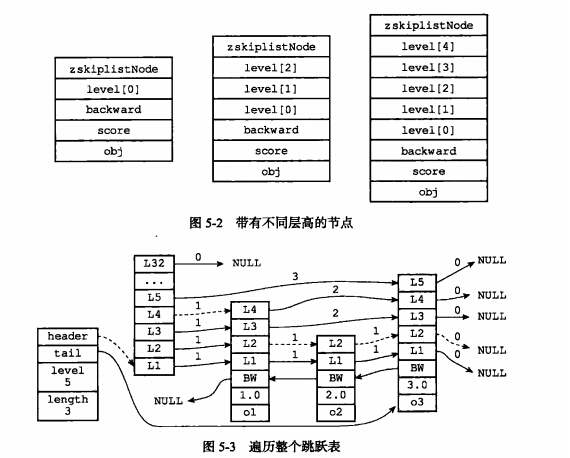 zskiplistNode
level[0]
backward
score
obj
zskiplistNode
level[2]
level[1]
level[0]
backward
score
obj
zskiplistNode
level[4]
level[3]
level[2]
level[1]
level[0]
backward
score
obj
图 5-2 带有不同层高的节点
header
tail
level
5
length
3
L32
...
L5
L4
L3
L2
L1
0
NULL
3
1
1
1
1
NULL
L4
L3
L2
L1
BW
1.0
o1
2
2
1
1
L2
L1
BW
2.0
o2
1
1
L5
L4
L3
L2
L1
BW
3.0
o3
0
NULL
0
NULL
0
NULL
0
NULL
0
NULL
图 5-3 遍历整个跳跃表